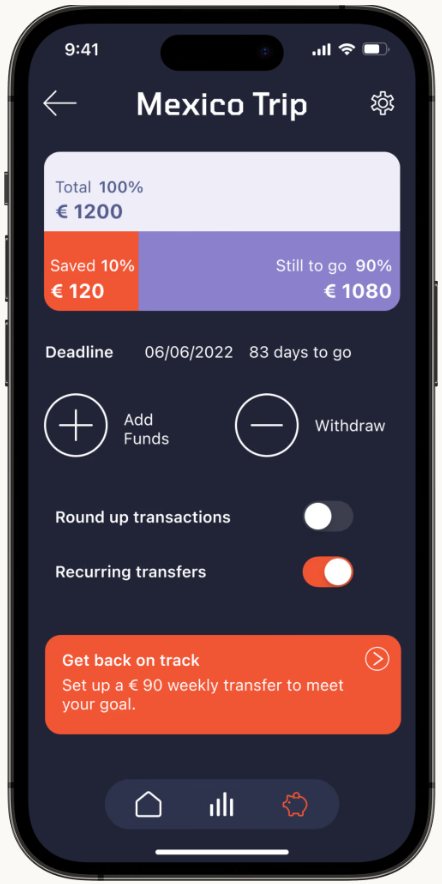 9:41
Mexico Trip
Total 100%
€ 1200
Saved 10%
€ 120
Still to go 90%
€ 1080
Deadline 06/06/2022 83 days to go
Add
Funds
Withdraw
Round up transactions
Recurring transfers
Get back on track
Set up a € 90 weekly transfer to meet
your goal.